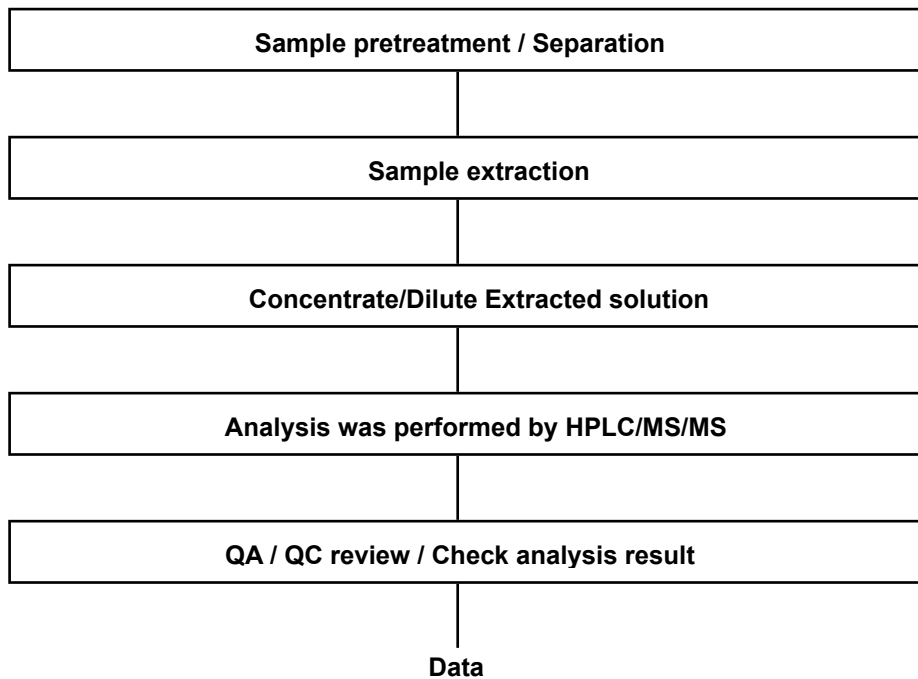 Sample pretreatment / Separation
Sample extraction
Concentrate/Dilute Extracted solution
Analysis was performed by HPLC/MS/MS
QA / QC review / Check analysis result
Data